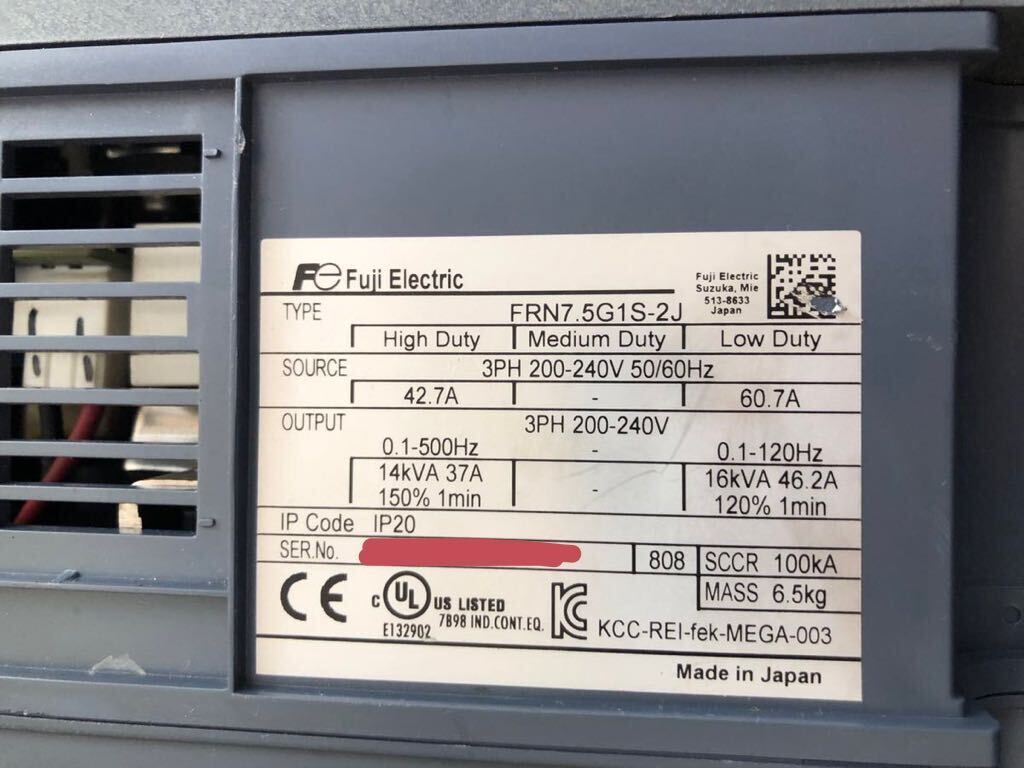 Fe Fuji Electric
Fuji Electric
Suzuka, Mie
513-8633
Japan
TYPE FRN7.5G1S-2J
High Duty Medium Duty Low Duty
SOURCE 3PH 200-240V 50/60Hz
42.7A - 60.7A
OUTPUT 3PH 200-240V
0.1-500Hz - 0.1-120Hz
14kVA 37A - 16kVA 46.2A
150% 1min 120% 1min
IP Code IP20
SER.No. 808 SCCR 100kA
MASS 6.5kg
CE C UL US LISTED
E132902 7B98 IND.CONT.EQ.
KC KCC-REI-fek-MEGA-003
Made in Japan